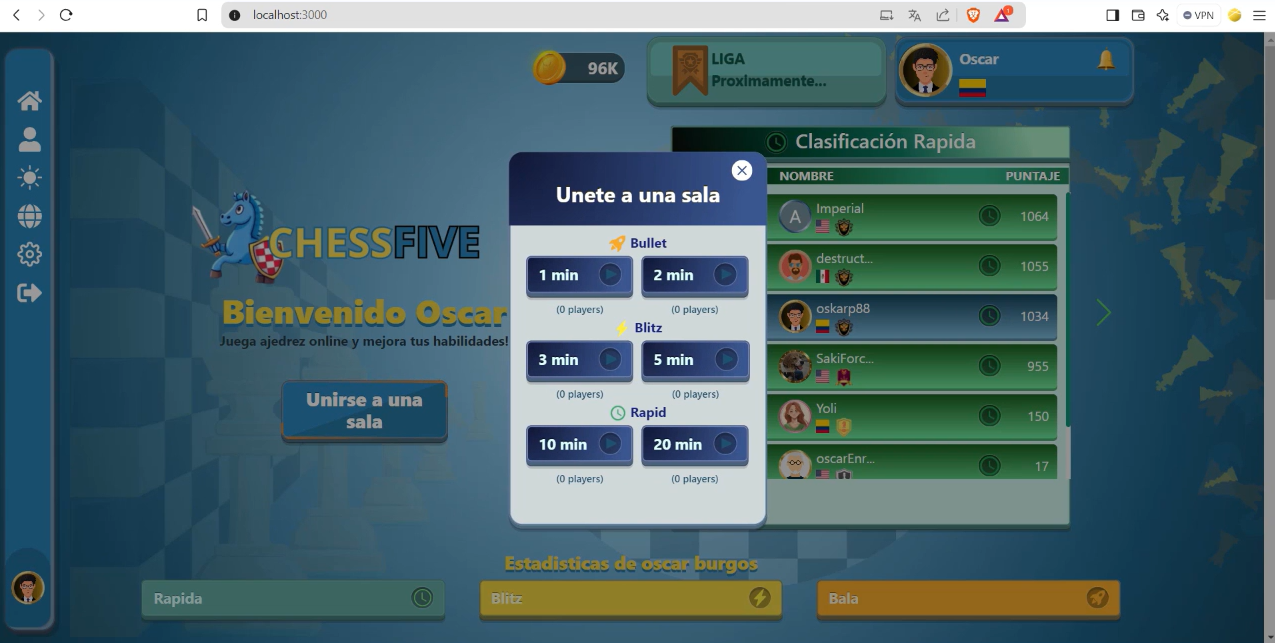 localhost:3000
1
VPN
96K
LIGA
Proximamente...
Oscar
CHESSFIVE
Bienvenido Oscar
Juega ajedrez online y mejora tus habilidades!
Unirse a una
sala
Unete a una sala
Bullet
1 min
2 min
(0 players)
(0 players)
Blitz
3 min
5 min
(0 players)
(0 players)
Rapid
10 min
20 min
(0 players)
(0 players)
Clasificación Rapida
NOMBRE
PUNTAJE
A
Imperial
1064
destruct...
1055
oskarp88
1034
SakiForc...
955
Yoli
150
oscarEnr...
17
Estadisticas de oscar burgos
Rapida
Blitz
Bala